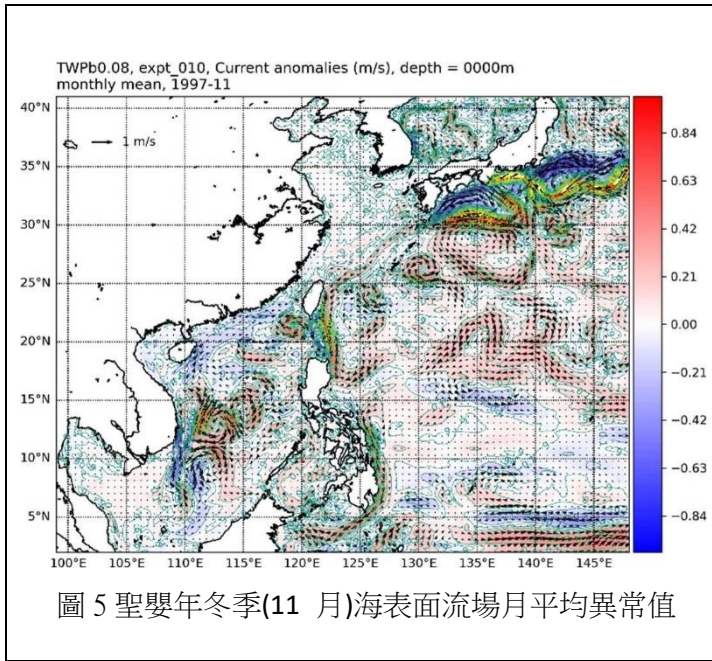 TWPb0.08, expt_010, Current anomalies (m/s), depth = 0000m
monthly mean, 1997-11
40°N
1 m/s
35°N
30°N
25°N
20°N
15°N
10°N
5°N
100°E 105°E 110°E 115°E 120°E 125°E 130°E 135°E 140°E 145°E
0.84
0.63
0.42
0.21
0.00
−0.21
−0.42
−0.63
−0.84
圖 5 聖嬰年冬季(11 月)海表面流場月平均異常值